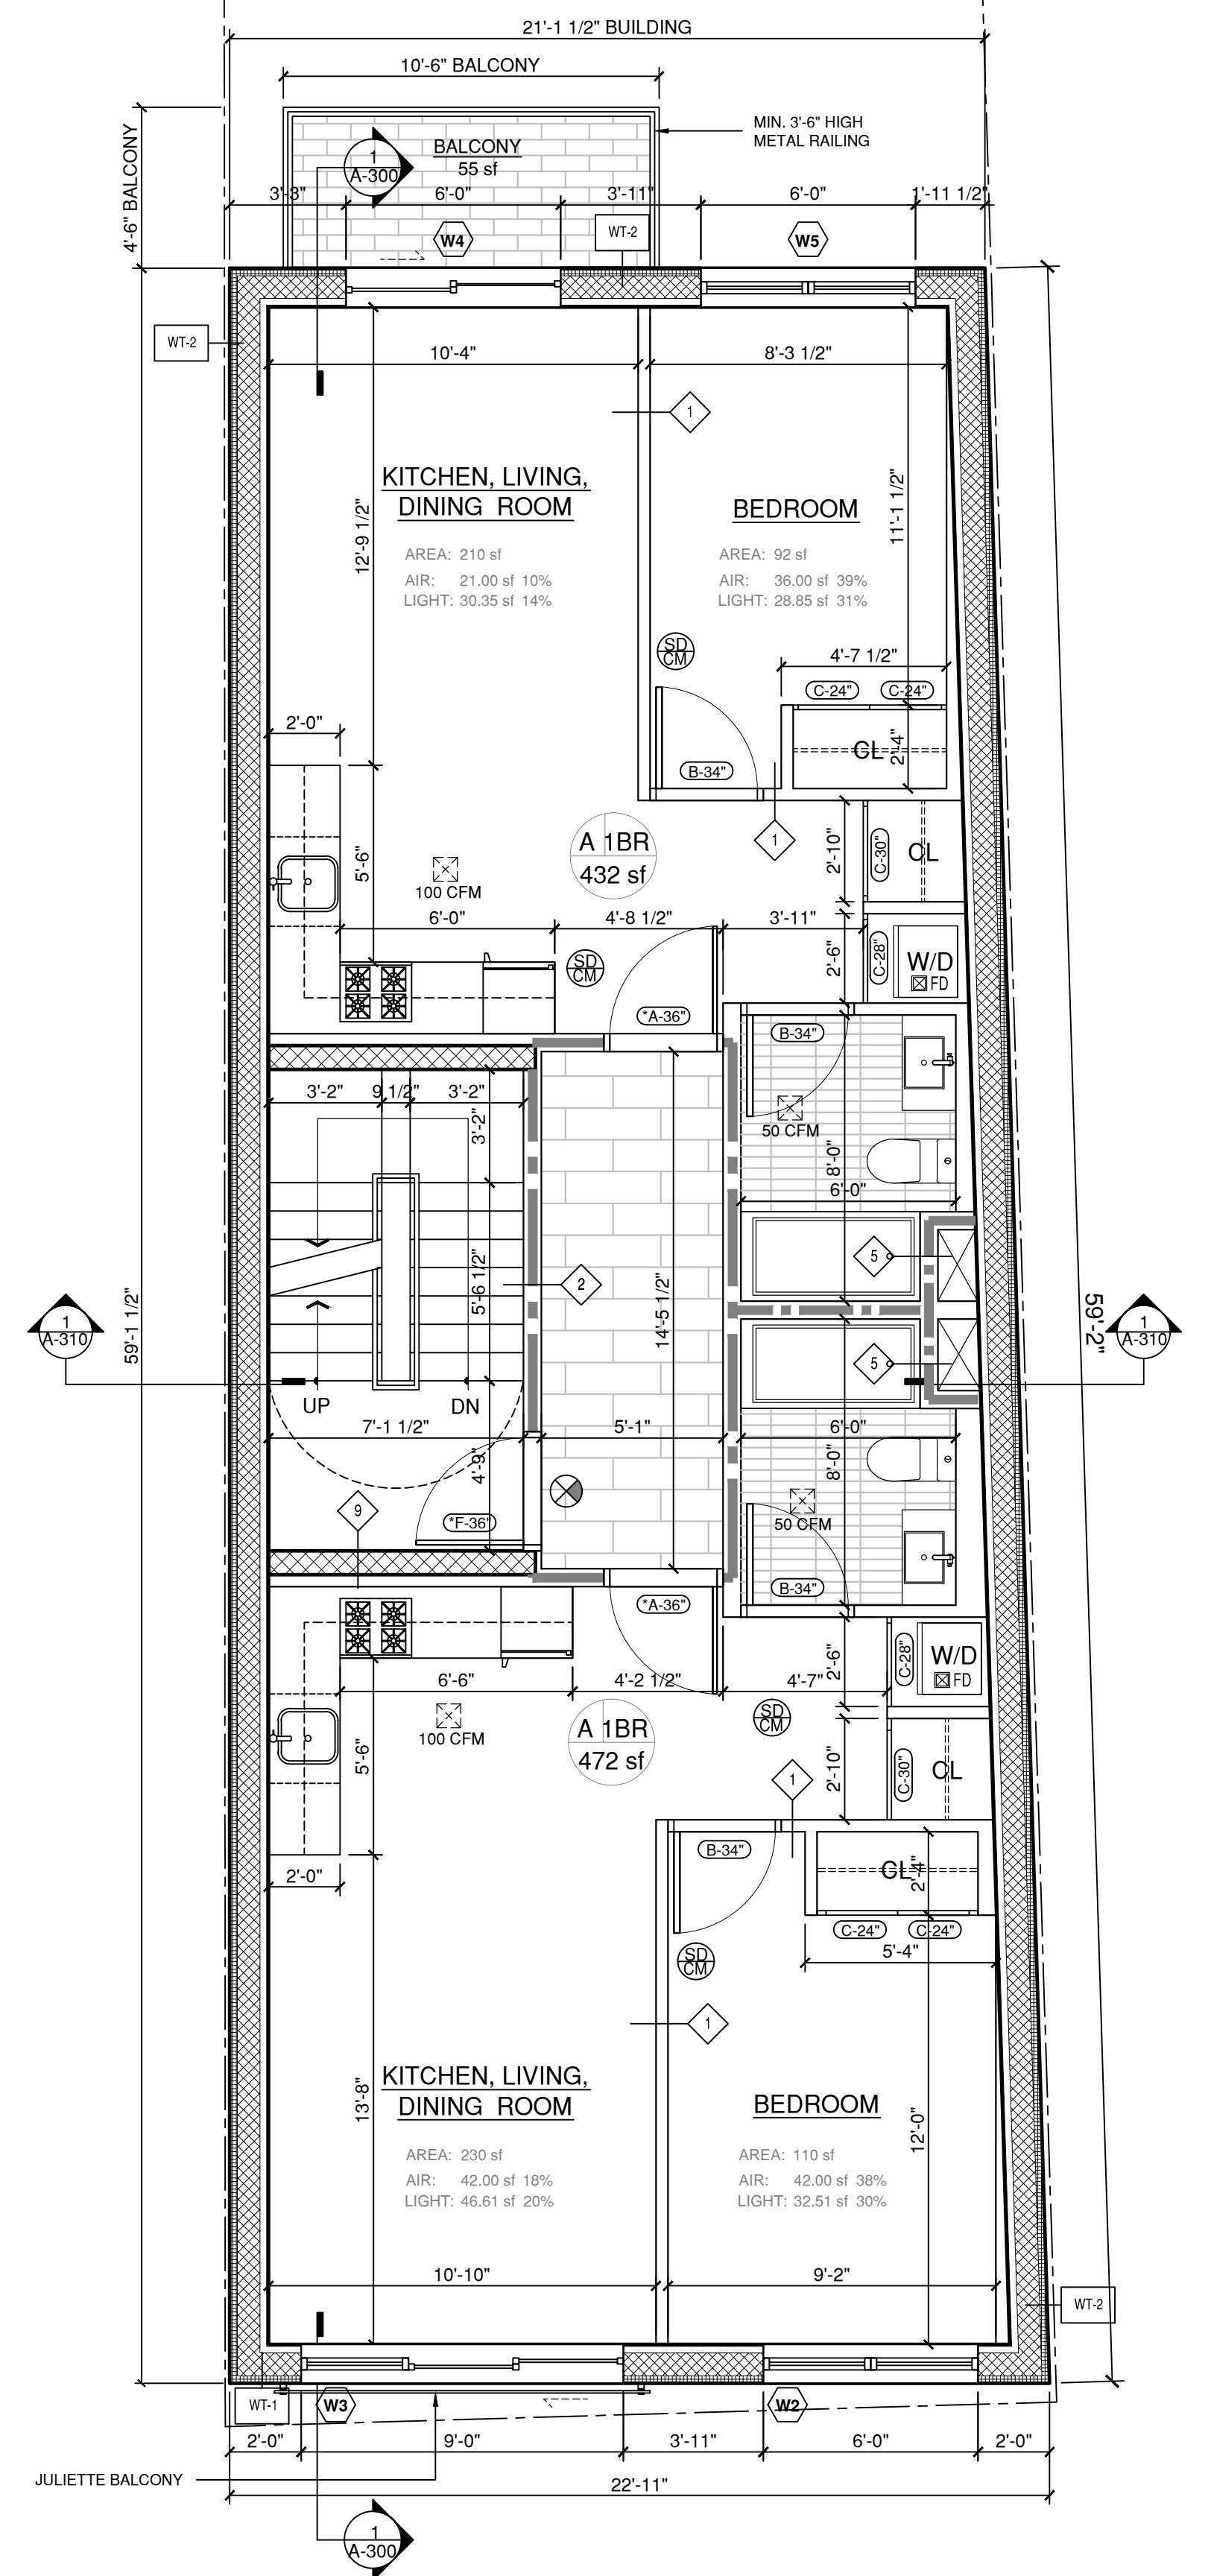 21'-1 1/2" BUILDING
10'-6" BALCONY
4'-6" BALCONY
MIN. 3'-6" HIGH
METAL RAILING
1
A-300
BALCONY
55 sf
3'-3"
6'-0"
3'-11"
6'-0"
1'-11 1/2"
W4
WT-2
W5
WT-2
10'-4"
8'-3 1/2"
1
KITCHEN, LIVING,
DINING ROOM
BEDROOM
12'-9 1/2"
11'-1 1/2"
AREA: 210 sf
AIR: 21.00 sf 10%
LIGHT: 30.35 sf 14%
AREA: 92 sf
AIR: 36.00 sf 39%
LIGHT: 28.85 sf 31%
SD
CM
4'-7 1/2"
C-24"
C-24"
2'-0"
CL
2'-4"
B-34"
A 1BR
432 sf
1
2'-10"
C-30"
CL
5'-6"
100 CFM
6'-0"
4'-8 1/2"
3'-11"
SD
CM
2'-6"
C-28"
W/D
FD
*A-36"
B-34"
3'-2"
9 1/2"
3'-2"
3'-2"
50 CFM
8'-0"
6'-0"
5'-6 1/2"
2
14'-5 1/2"
5
59'-1 1/2"
59'-2"
1
A-310
1
A-310
5
UP
DN
7'-1 1/2"
5'-1"
6'-0"
4'-9"
8'-0"
9
*F-36"
50 CFM
B-34"
*A-36"
6'-6"
4'-2 1/2"
4'-7"
2'-6"
C-28"
W/D
FD
100 CFM
A 1BR
472 sf
SD
CM
5'-6"
1
2'-10"
C-30"
CL
2'-0"
B-34"
CL
2'-4"
C-24"
C-24"
5'-4"
SD
CM
1
KITCHEN, LIVING,
DINING ROOM
BEDROOM
13'-8"
12'-0"
AREA: 230 sf
AIR: 42.00 sf 18%
LIGHT: 46.61 sf 20%
AREA: 110 sf
AIR: 42.00 sf 38%
LIGHT: 32.51 sf 30%
10'-10"
9'-2"
WT-2
WT-1
W3
W2
2'-0"
9'-0"
3'-11"
6'-0"
2'-0"
JULIETTE BALCONY
22'-11"
1
A-300